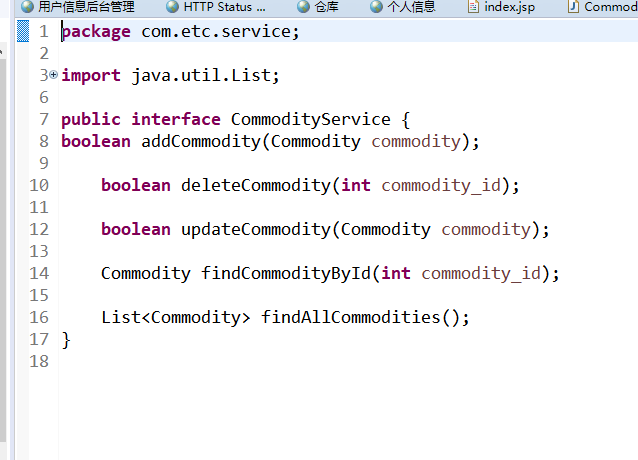 用户信息后台管理 HTTP Status ... 仓库 个人信息 index.jsp Commod
1 package com.etc.service;
2
3 import java.util.List;
6
7 public interface CommodityService {
8 boolean addCommodity(Commodity commodity);
9
10 boolean deleteCommodity(int commodity_id);
11
12 boolean updateCommodity(Commodity commodity);
13
14 Commodity findCommodityById(int commodity_id);
15
16 List<Commodity> findAllCommodities();
17 }
18